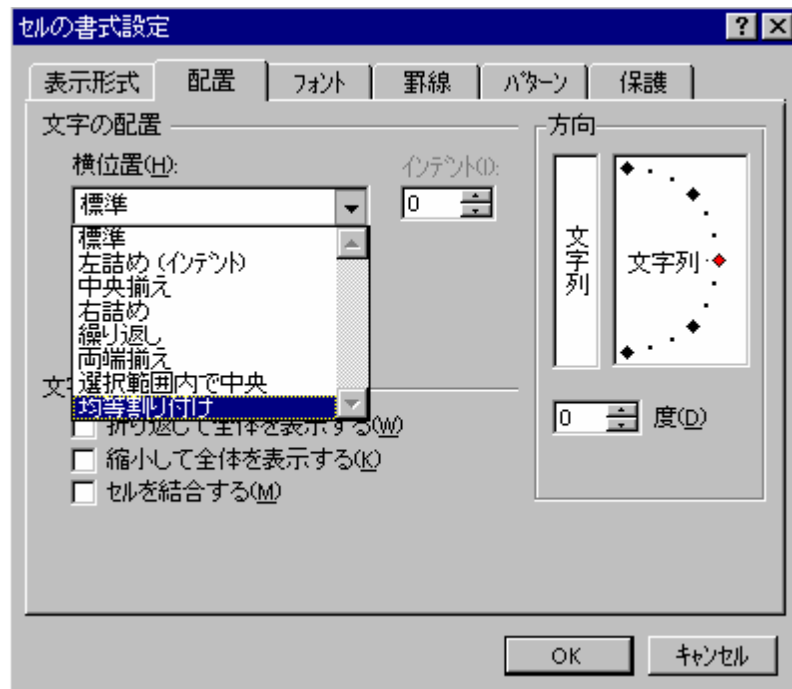 セルの書式設定
表示形式 配置 フォント 罫線 パターン 保護
文字の配置
横位置(H):
インデント(I):
標準
0
標準
左詰め (インデント)
中央揃え
右詰め
繰り返し
両端揃え
選択範囲内で中央
均等割り付け
文
折り返して全体を表示する(W)
縮小して全体を表示する(K)
セルを結合する(M)
方向
文字列
文字列
0 度(D)
OK キャンセル